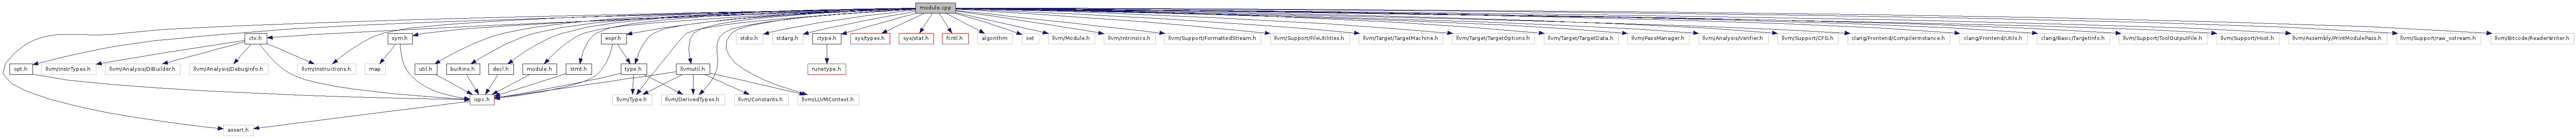 module.cpp
ctx.h
sym.h
expr.h
stdio.h
stdarg.h
ctype.h
sys/types.h
sys/stat.h
fcntl.h
algorithm
set
llvm/Module.h
llvm/Intrinsics.h
llvm/Support/FormattedStream.h
llvm/Support/FileUtilities.h
llvm/Target/TargetMachine.h
llvm/Target/TargetOptions.h
llvm/Target/TargetData.h
llvm/PassManager.h
llvm/Analysis/Verifier.h
llvm/Support/CFG.h
clang/Frontend/CompilerInstance.h
clang/Frontend/Utils.h
clang/Basic/TargetInfo.h
llvm/Support/ToolOutputFile.h
llvm/Support/Host.h
llvm/Assembly/PrintModulePass.h
llvm/Support/raw_ostream.h
llvm/Bitcode/ReaderWriter.h
opt.h
llvm/InstrTypes.h
llvm/Analysis/DIBuilder.h
llvm/Analysis/DebugInfo.h
llvm/Instructions.h
map
util.h
builtins.h
decl.h
module.h
stmt.h
type.h
llvmutil.h
runetype.h
ispc.h
llvm/Type.h
llvm/DerivedTypes.h
llvm/Constants.h
llvm/LLVMContext.h
assert.h